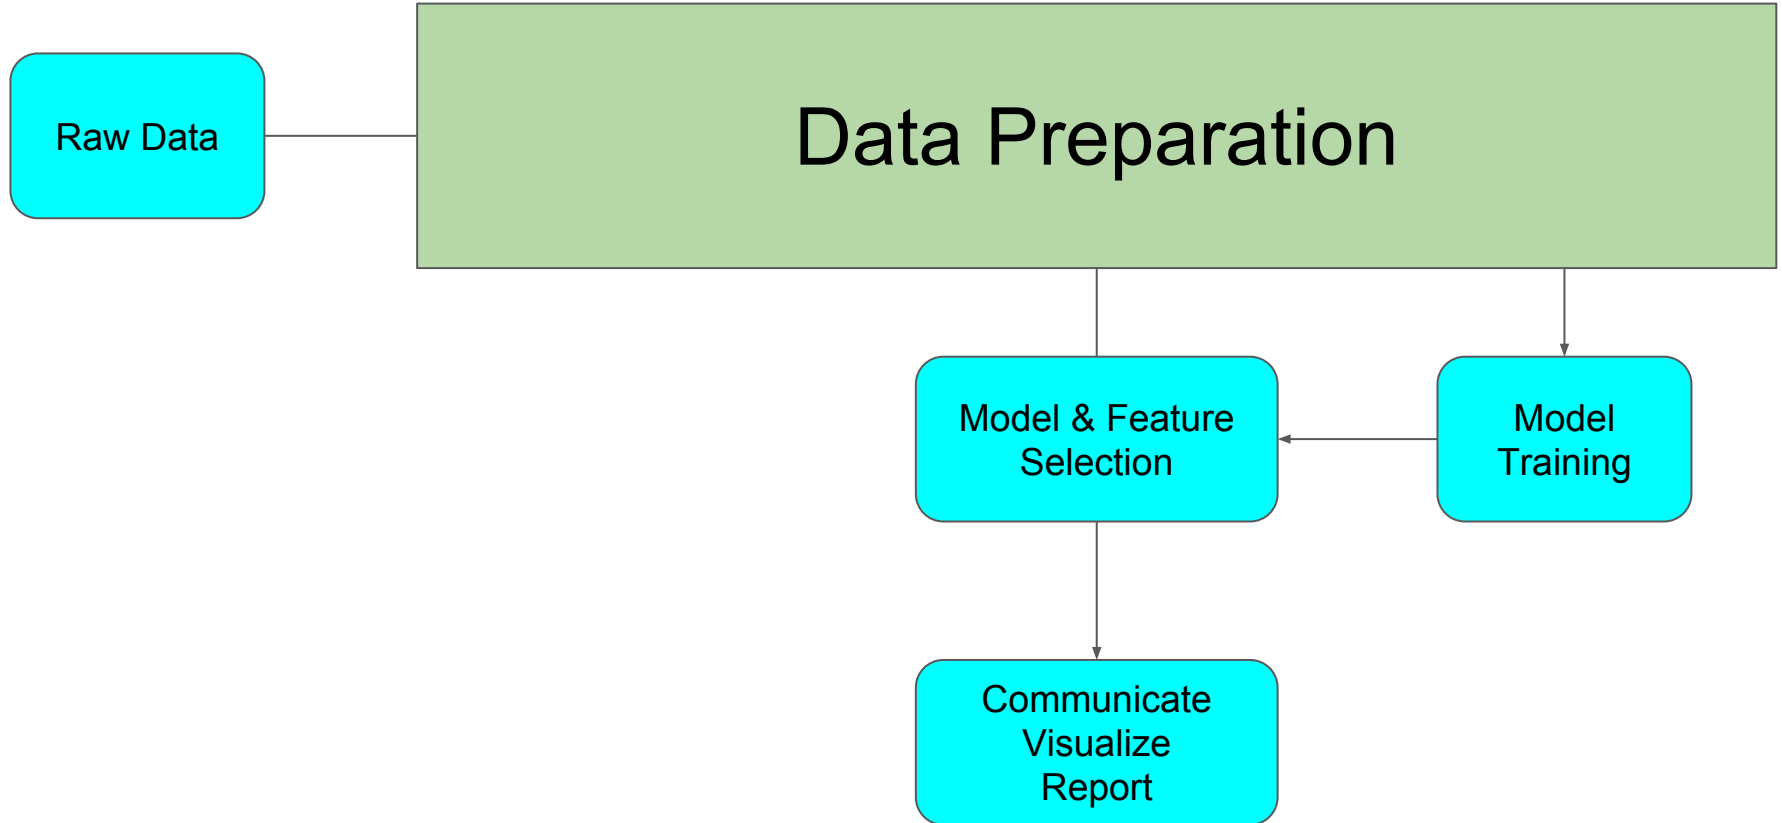 Raw Data
Data Preparation
Model & Feature
Selection
Model
Training
Communicate
Visualize
Report